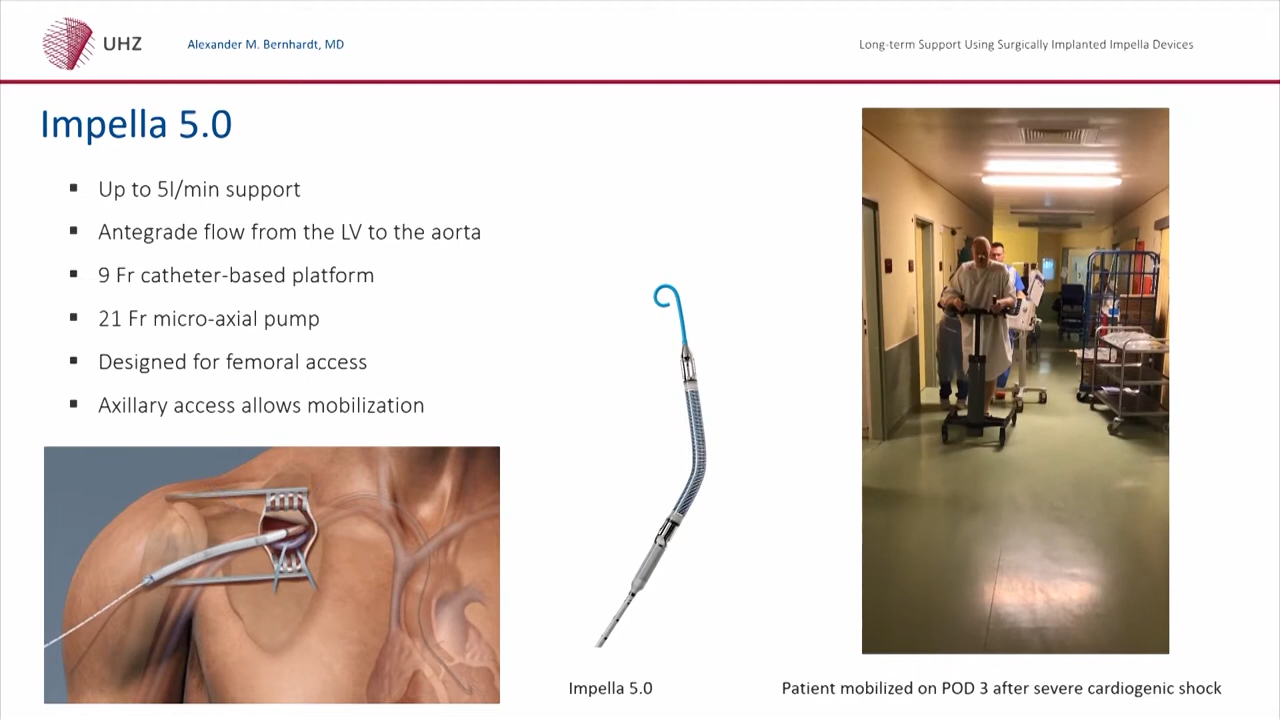 UHZ
Alexander M. Bernhardt, MD
Long-term Support Using Surgically Implanted Impella Devices
Impella 5.0
▪ Up to 5l/min support
▪ Antegrade flow from the LV to the aorta
▪ 9 Fr catheter-based platform
▪ 21 Fr micro-axial pump
▪ Designed for femoral access
▪ Axillary access allows mobilization
Impella 5.0
Patient mobilized on POD 3 after severe cardiogenic shock